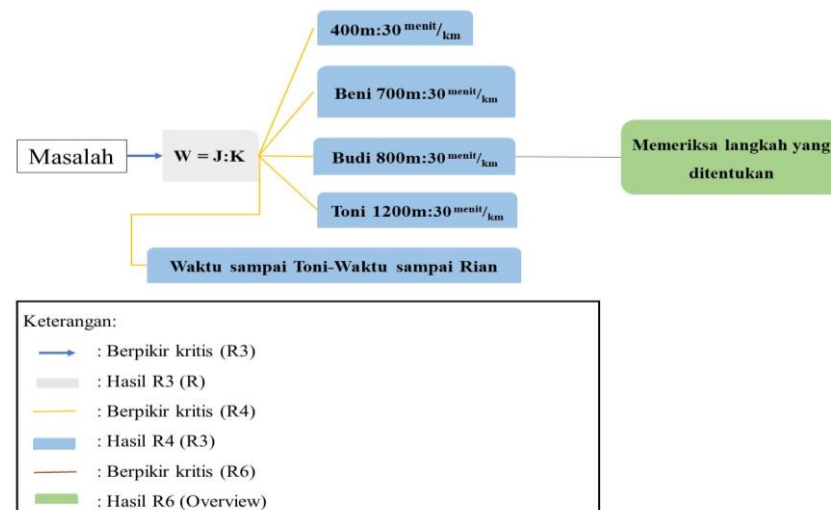 400m:30 menit/km
Beni 700m:30 menit/km
Masalah
W = J:K
Budi 800m:30 menit/km
Memeriksa langkah yang
ditentukan
Toni 1200m:30 menit/km
Waktu sampai Toni-Waktu sampai Rian
Keterangan:
: Berpikir kritis (R3)
: Hasil R3 (R)
: Berpikir kritis (R4)
: Hasil R4 (R3)
: Berpikir kritis (R6)
: Hasil R6 (Overview)